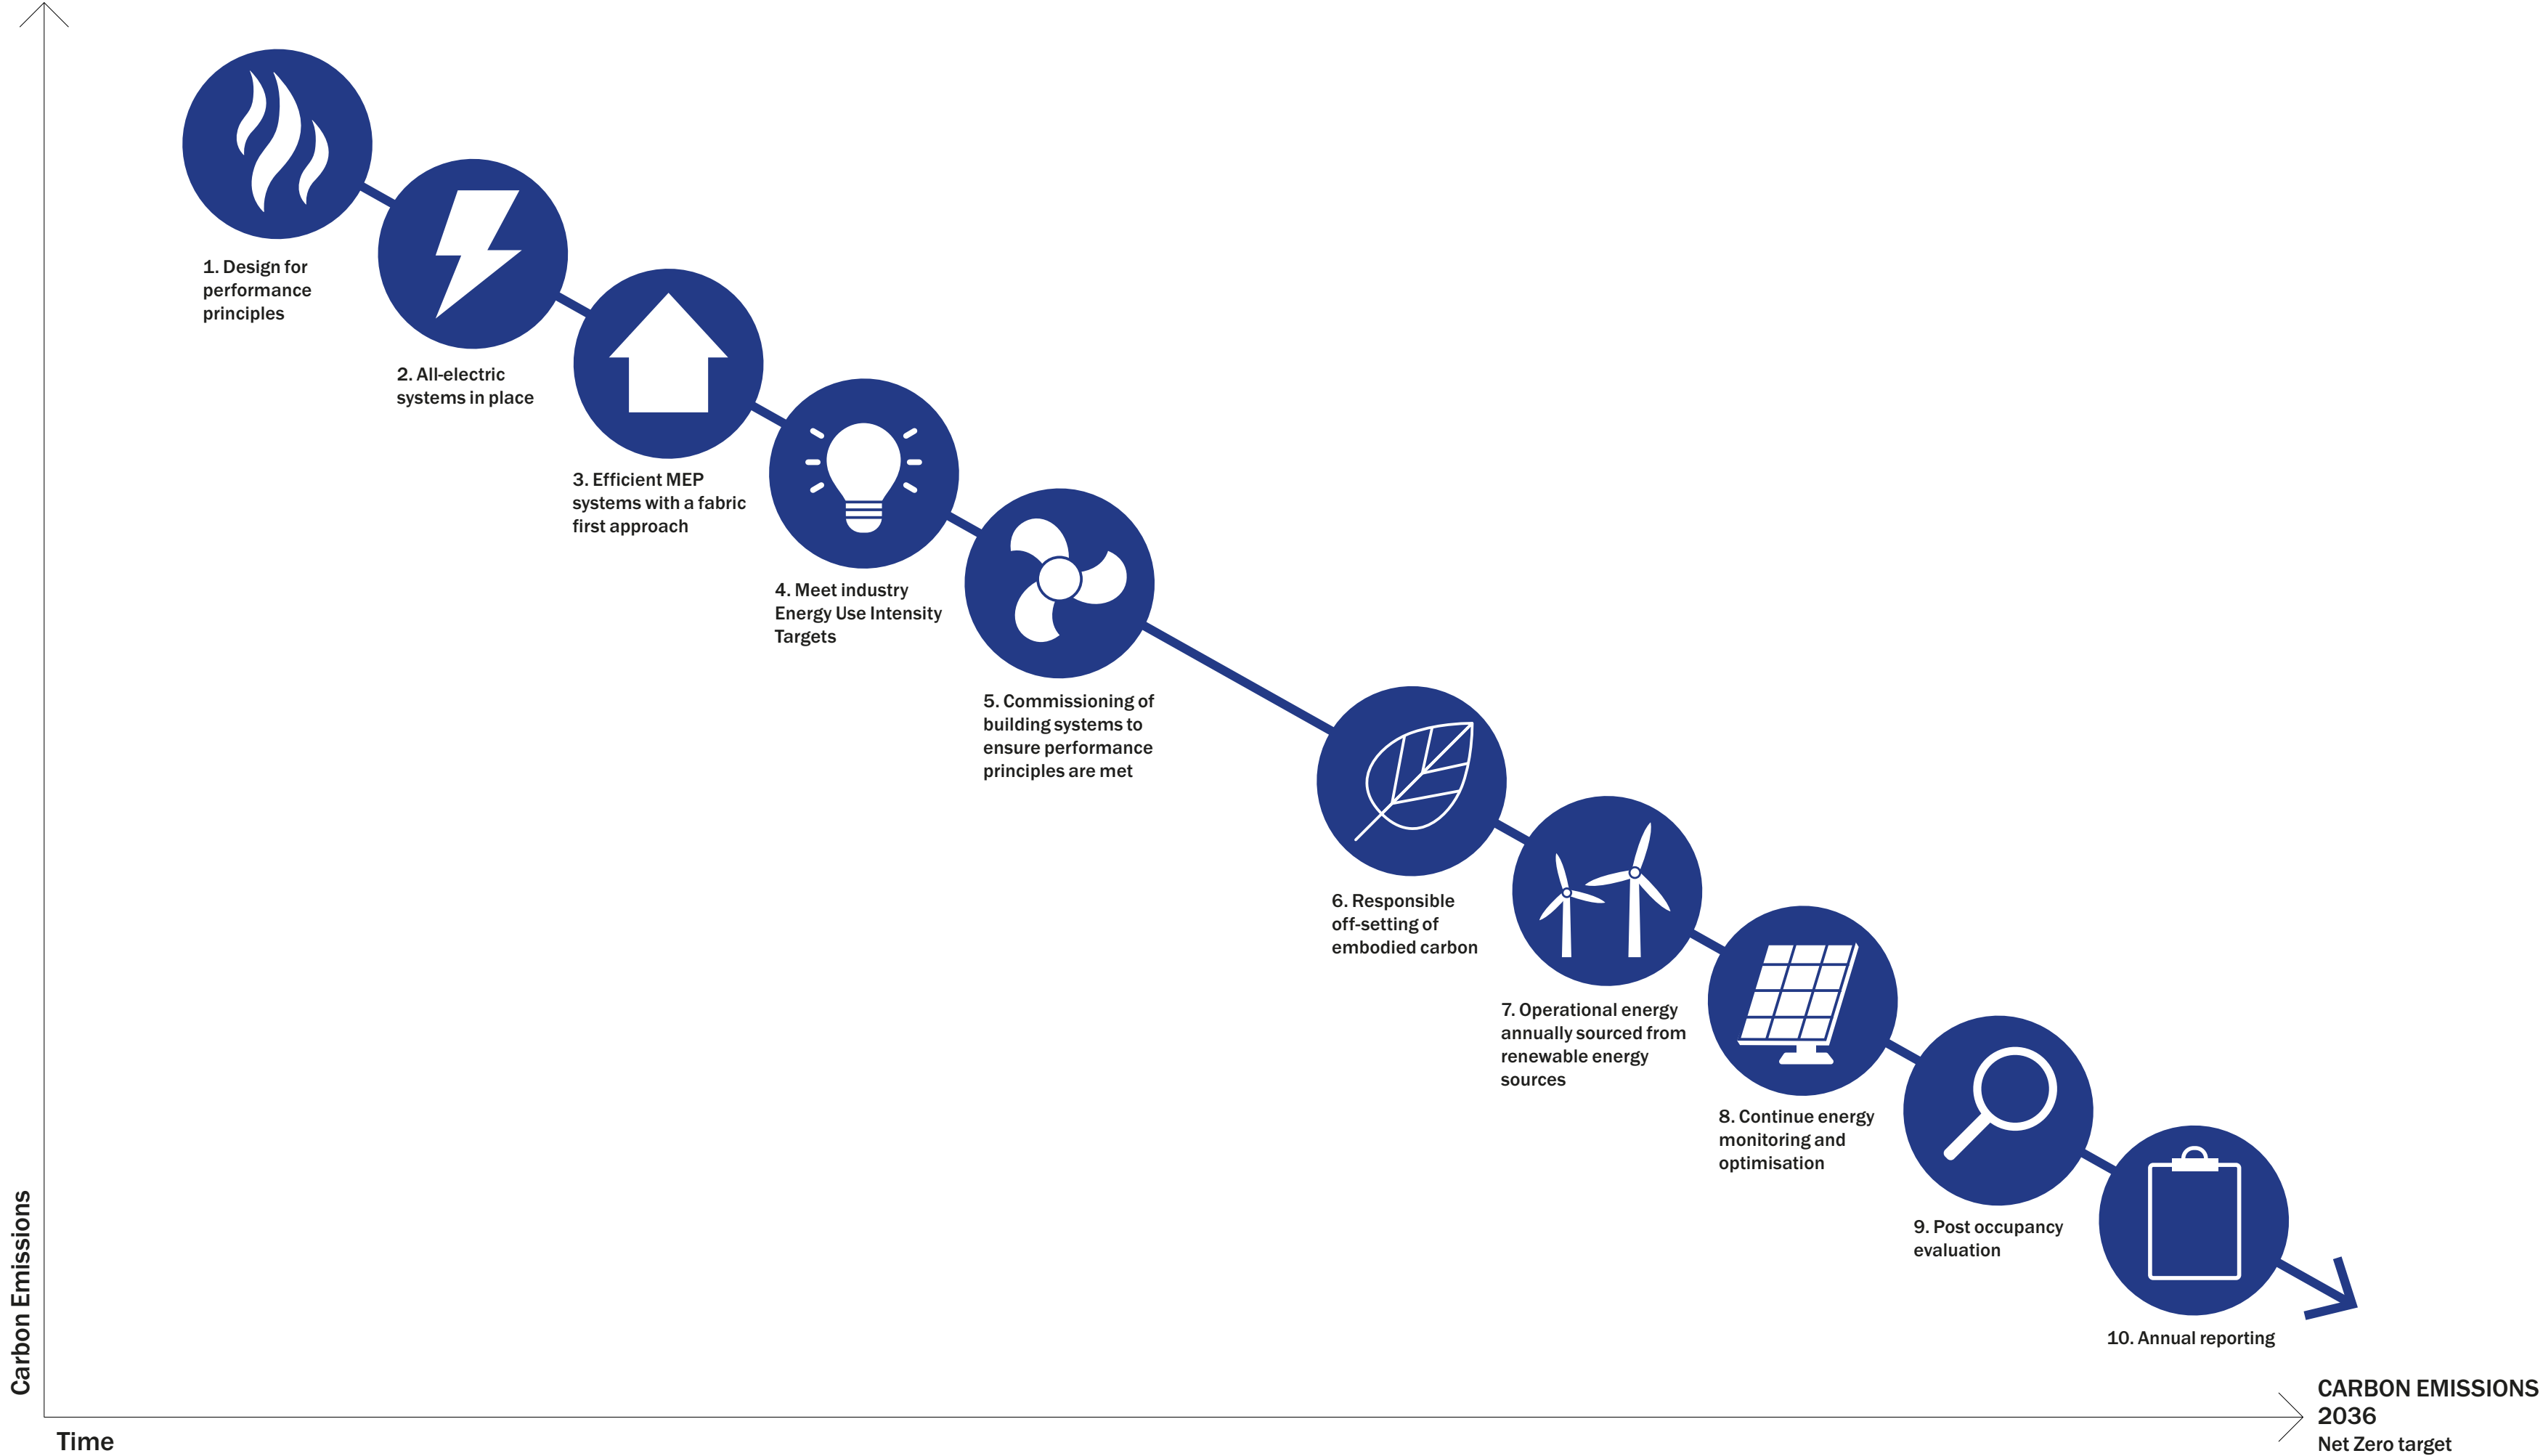 1. Design for
performance
principles
2. All-electric
systems in place
3. Efficient MEP
systems with a fabric
first approach
4. Meet industry
Energy Use Intensity
Targets
5. Commissioning of
building systems to
ensure performance
principles are met
6. Responsible
off-setting of
embodied carbon
7. Operational energy
annually sourced from
renewable energy
sources
8. Continue energy
monitoring and
optimisation
9. Post occupancy
evaluation
10. Annual reporting
Carbon Emissions
Time
CARBON EMISSIONS
2036
Net Zero target